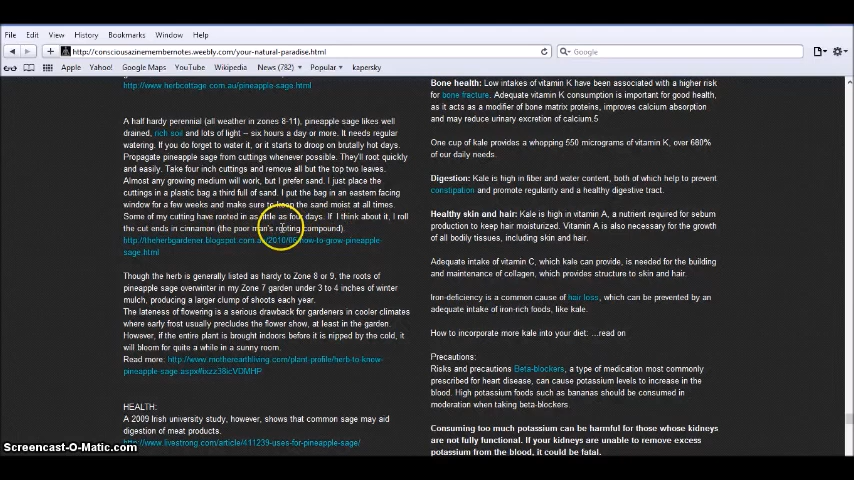 File Edit View History Bookmarks Window Help
http://consciousazinemembernotes.weebly.com/your-natural-paradise.html
Google
Apple Yahoo! Google Maps YouTube Wikipedia News (782) Popular kapersky
http://www.herbcottage.com.au/pineapple-sage.html
A half hardy perennial (all weather in zones 8-11), pineapple sage likes well
drained, rich soil and lots of light – six hours a day or more. It needs regular
watering. If you do forget to water it, or it starts to droop on brutally hot days.
Propagate pineapple sage from cuttings whenever possible. They'll root quickly
and easily. Take four inch cuttings and remove all but the top two leaves.
Almost any growing medium will work, but I prefer sand. I just place the
cuttings in a plastic bag a third full of sand. I put the bag in an eastern facing
window for a few weeks and make sure to keep the sand moist at all times.
Some of my cutting have rooted in as little as four days. If I think about it, I roll
the cut ends in cinnamon (the poor man's rooting compound).
http://theherbgardener.blogspot.com.au/2010/06/how-to-grow-pineapple-
sage.html
Though the herb is generally listed as hardy to Zone 8 or 9, the roots of
pineapple sage overwinter in my Zone 7 garden under 3 to 4 inches of winter
mulch, producing a larger clump of shoots each year.
The lateness of flowering is a serious drawback for gardeners in cooler climates
where early frost usually precludes the flower show, at least in the garden.
However, if the entire plant is brought indoors before it is nipped by the cold, it
will bloom for quite a while in a sunny room.
Read more: http://www.motherearthliving.com/plant-profile/herb-to-know-
pineapple-sage.aspx#ixzz38icVDMHP
HEALTH:
A 2009 Irish university study, however, shows that common sage may aid
digestion of meat products.
http://www.livestrong.com/article/411239-uses-for-pineapple-sage/
Bone health: Low intakes of vitamin K have been associated with a higher risk
for bone fracture. Adequate vitamin K consumption is important for good health,
as it acts as a modifier of bone matrix proteins, improves calcium absorption
and may reduce urinary excretion of calcium.5
One cup of kale provides a whopping 550 micrograms of vitamin K, over 680%
of our daily needs.
Digestion: Kale is high in fiber and water content, both of which help to prevent
constipation and promote regularity and a healthy digestive tract.
Healthy skin and hair: Kale is high in vitamin A, a nutrient required for sebum
production to keep hair moisturized. Vitamin A is also necessary for the growth
of all bodily tissues, including skin and hair.
Adequate intake of vitamin C, which kale can provide, is needed for the building
and maintenance of collagen, which provides structure to skin and hair.
Iron-deficiency is a common cause of hair loss, which can be prevented by an
adequate intake of iron-rich foods, like kale.
How to incorporate more kale into your diet: ...read on
Precautions:
Risks and precautions Beta-blockers, a type of medication most commonly
prescribed for heart disease, can cause potassium levels to increase in the
blood. High potassium foods such as bananas should be consumed in
moderation when taking beta-blockers.
Consuming too much potassium can be harmful for those whose kidneys
are not fully functional. If your kidneys are unable to remove excess
potassium from the blood, it could be fatal.
Screencast-O-Matic.com